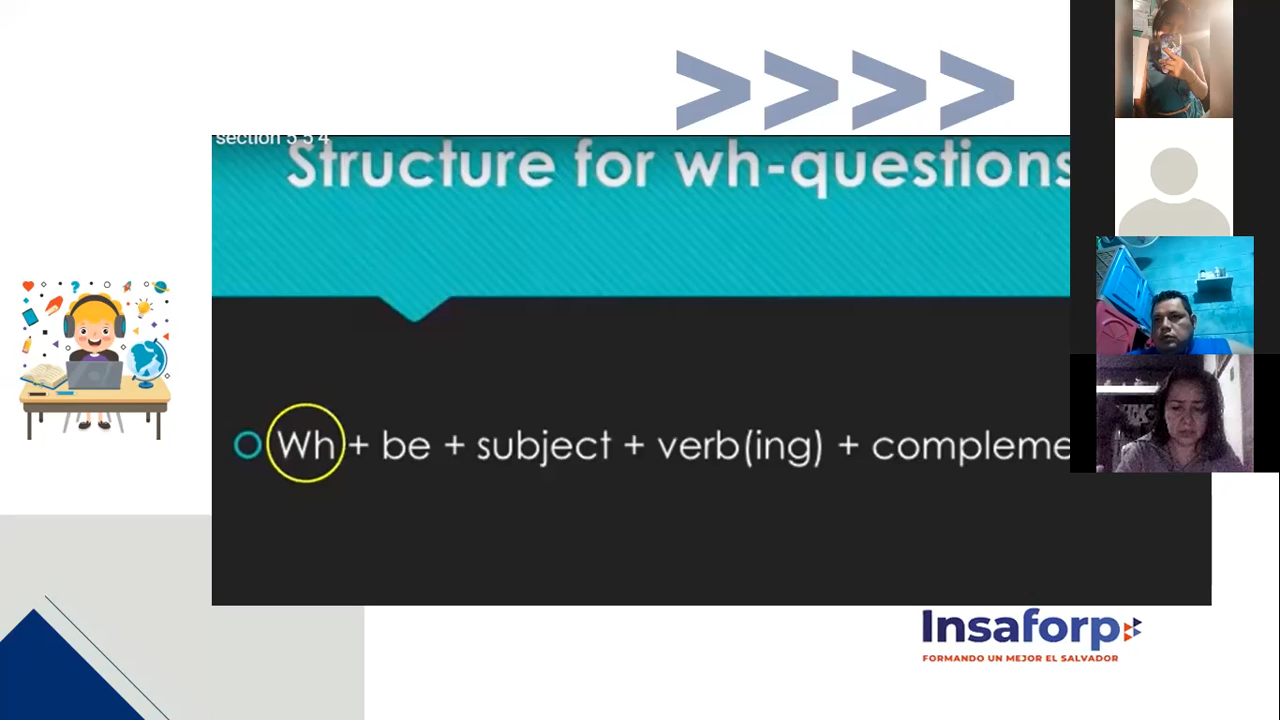 section 5 5 4
Structure for wh-questions
Wh + be + subject + verb(ing) + compleme
Insaforp
FORMANDO UN MEJOR EL SALVADOR